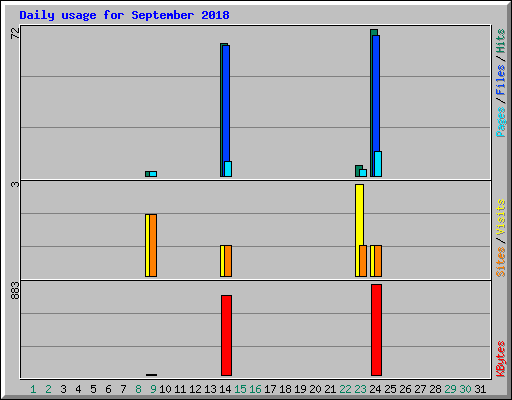 Daily usage for September 2018
72
3
883
Pages/Files/Hits
Sites/Visits
KBytes
1 2 3 4 5 6 7 8 9 10 11 12 13 14 15 16 17 18 19 20 21 22 23 24 25 26 27 28 29 30 31